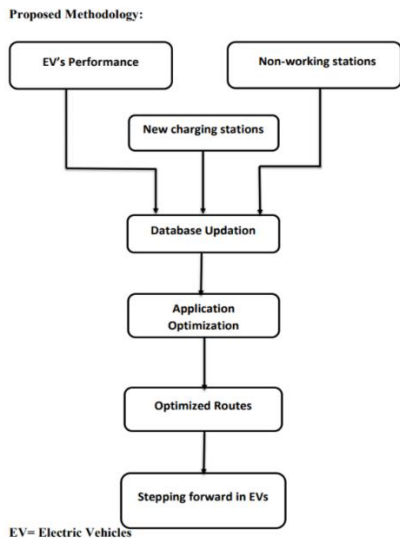 Proposed Methodology:
EV's Performance
Non-working stations
New charging stations
Database Updation
Application
Optimization
Optimized Routes
Stepping forward in EVs
EV= Electric Vehicles